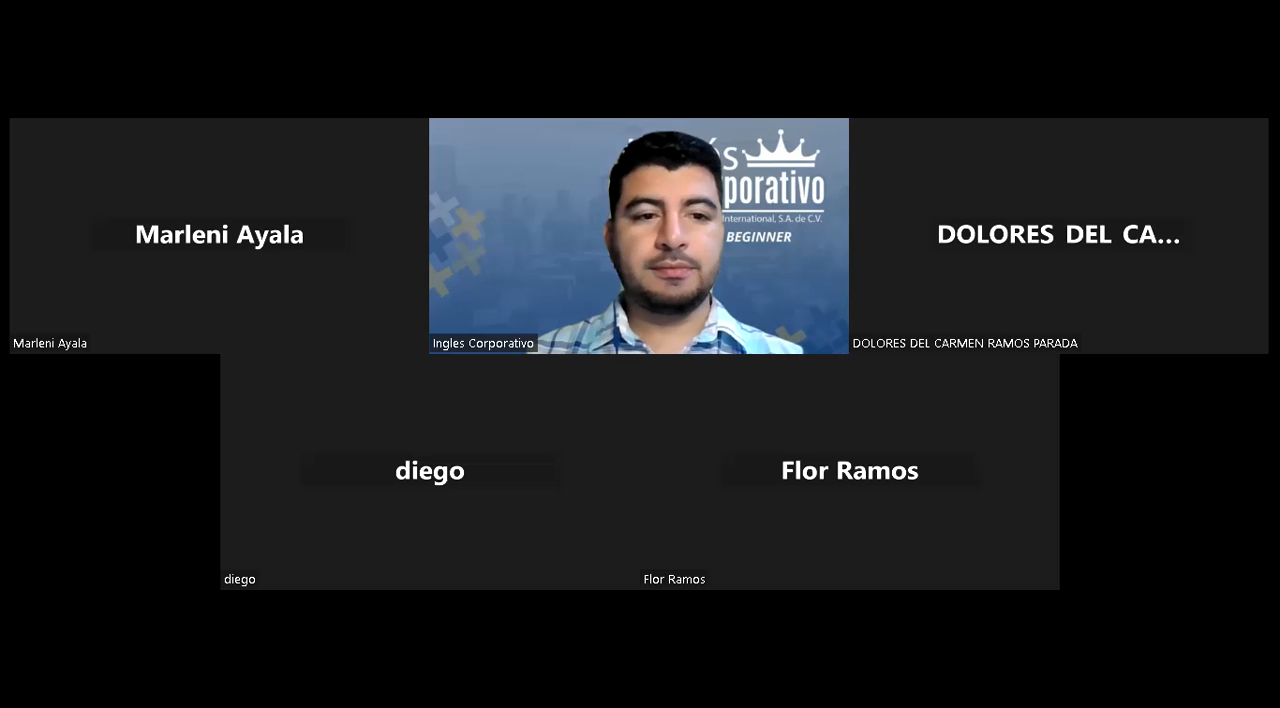 Marleni Ayala
s
porativo
International, S.A. de C.V.
BEGINNER
DOLORES DEL CA...
Marleni Ayala
Ingles Corporativo
DOLORES DEL CARMEN RAMOS PARADA
diego
Flor Ramos
diego
Flor Ramos